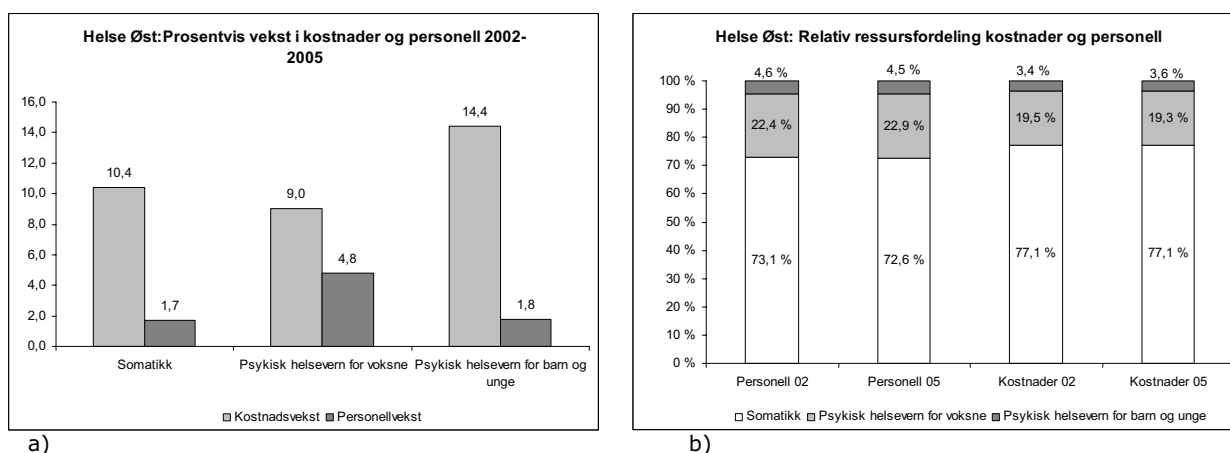 Helse Øst:Prosentvis vekst i kostnader og personell 2002-
2005
16,0
14,0
12,0
10,0
8,0
6,0
4,0
2,0
0,0
10,4
1,7
9,0
4,8
14,4
1,8
Somatikk
Psykisk helsevern for voksne
Psykisk helsevern for barn og
unge
Kostnadsvekst
Personellvekst
a)
Helse Øst: Relativ ressursfordeling kostnader og personell
100 %
90 %
80 %
70 %
60 %
50 %
40 %
30 %
20 %
10 %
0 %
4,6 %
4,5 %
3,4 %
3,6 %
22,4 %
22,9 %
19,5 %
19,3 %
73,1 %
72,6 %
77,1 %
77,1 %
Personell 02
Personell 05
Kostnader 02
Kostnader 05
Somatikk
Psykisk helsevern for voksne
Psykisk helsevern for barn og unge
b)